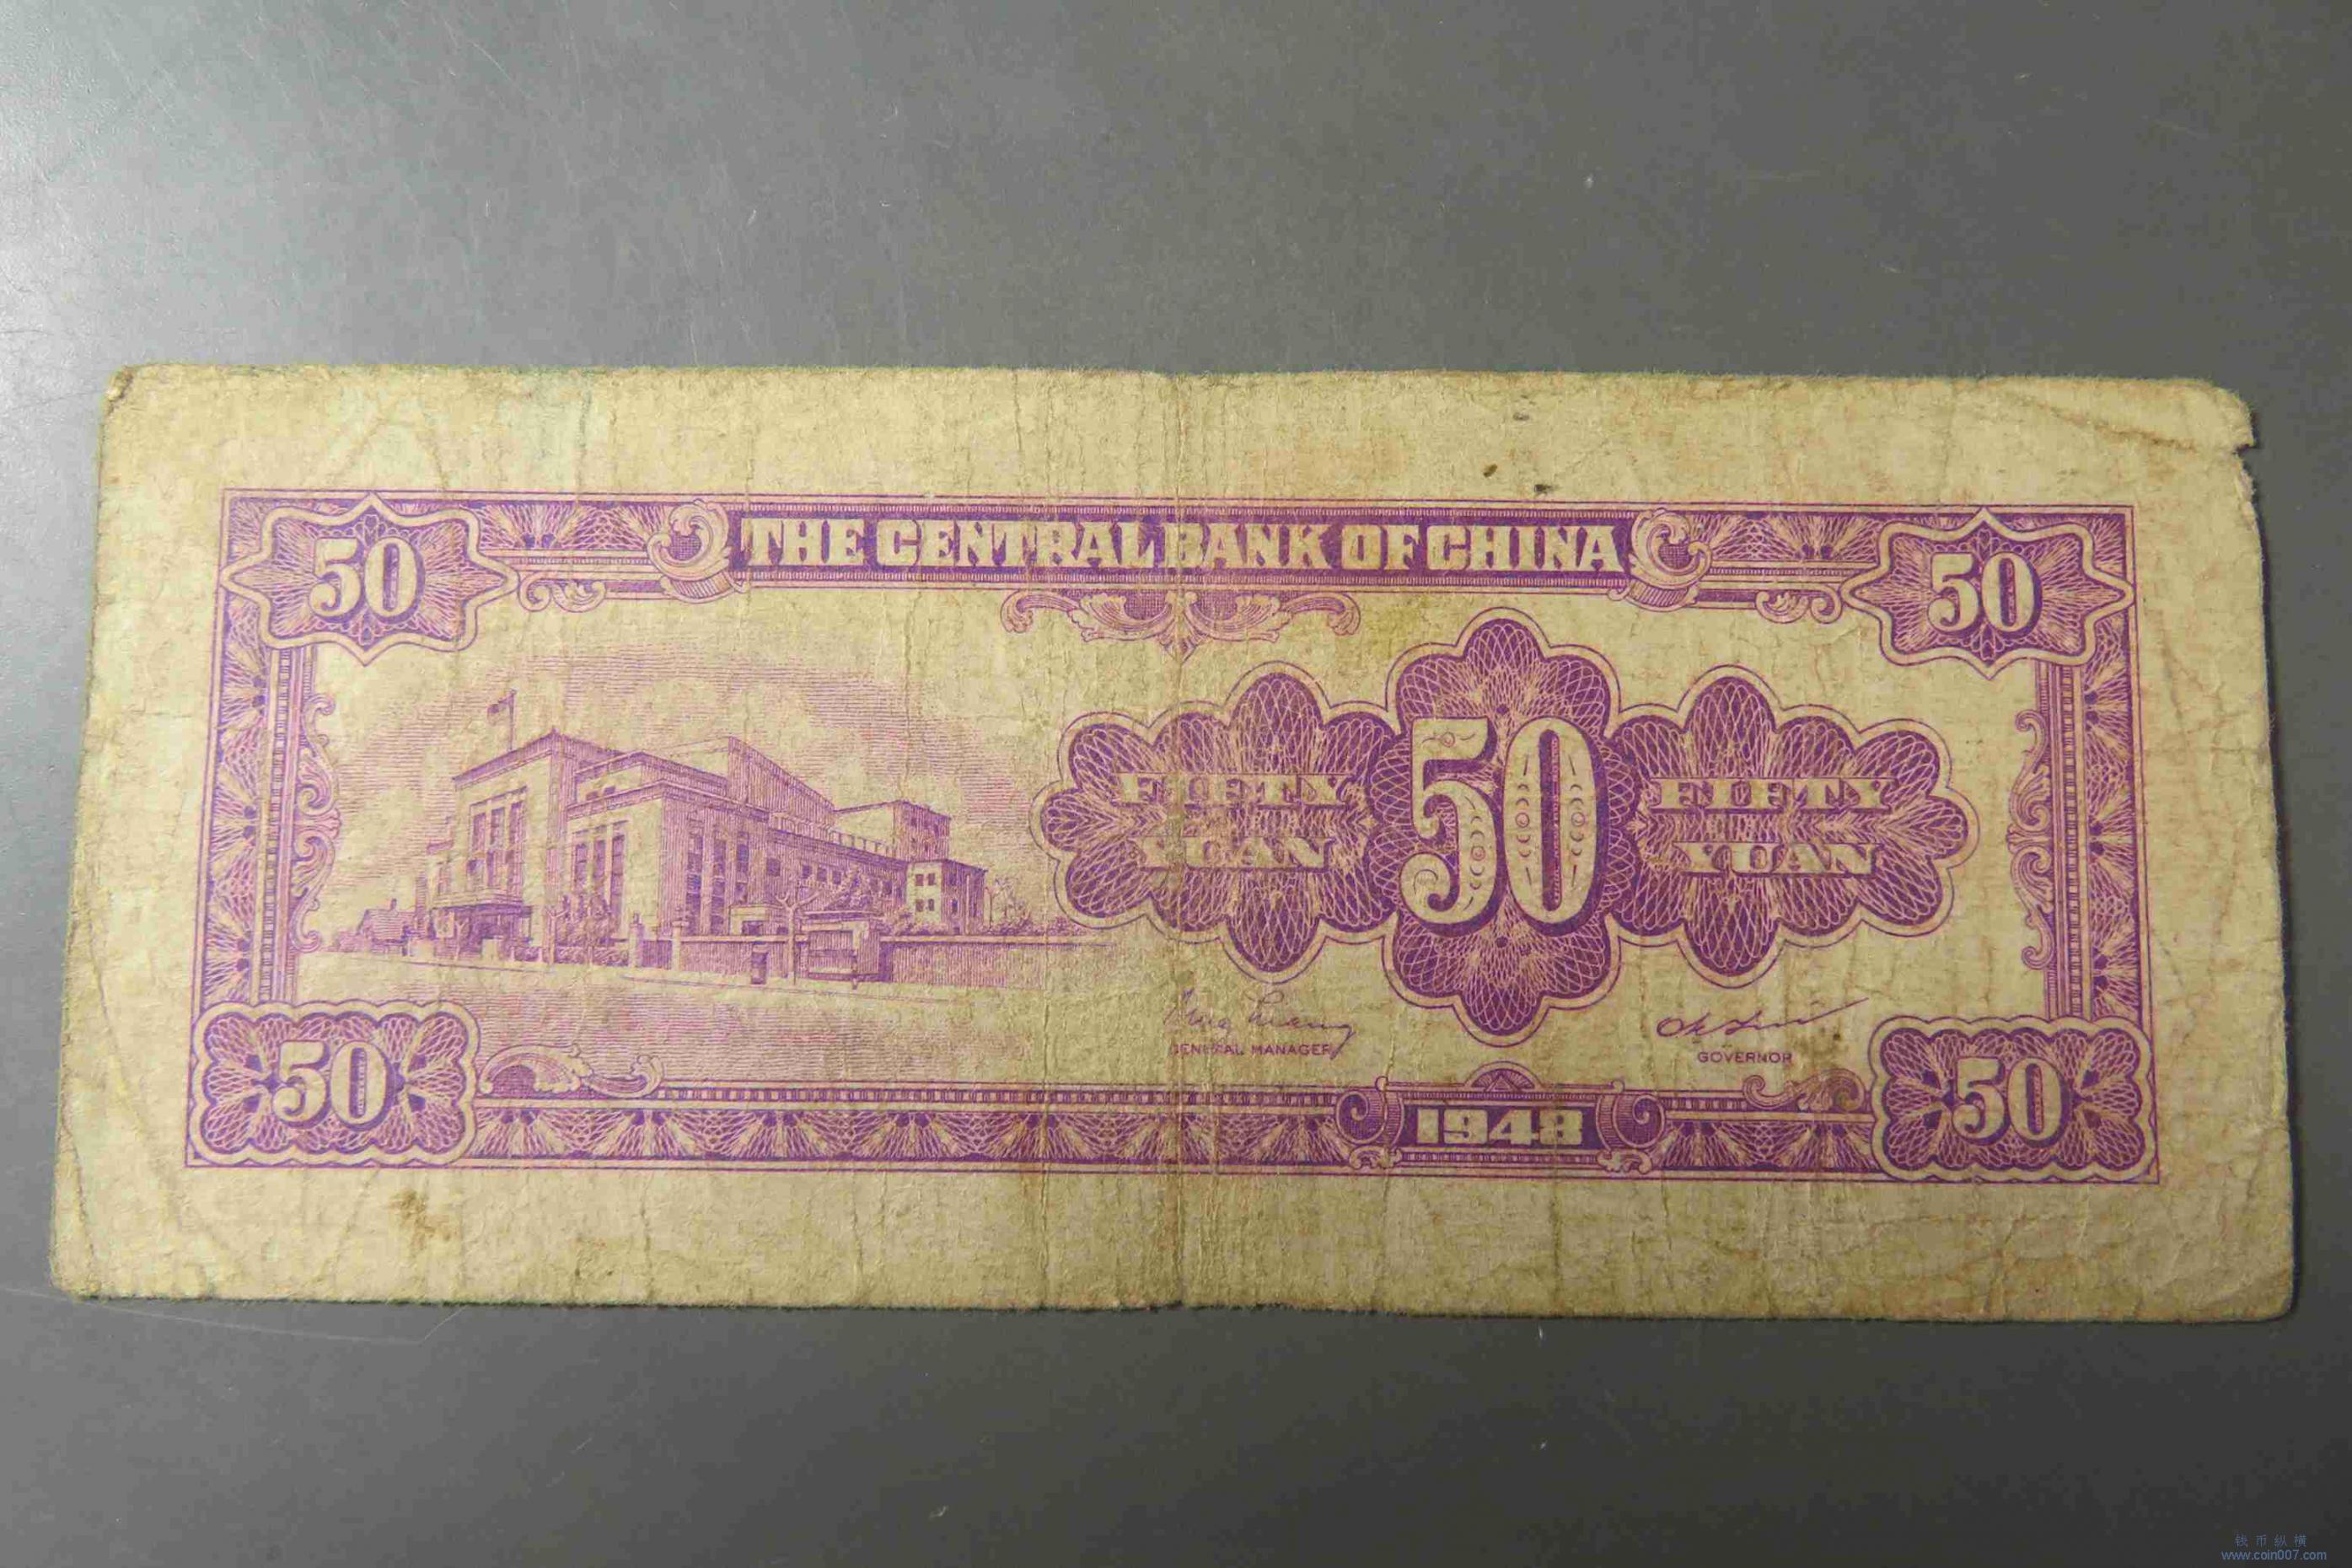 THE CENTRAL BANK OF CHINA
50
50
FIFTY
YUAN
50
FIFTY
YUAN
GENERAL MANAGER
GOVERNOR
50
1948
50
钱币纵横
www.coin007.com